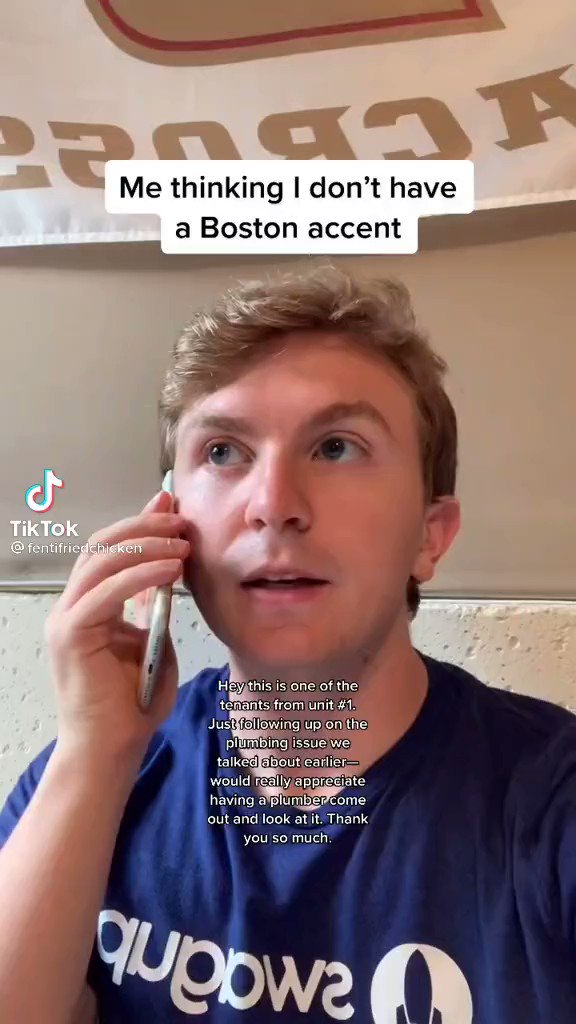 ACROSS
Me thinking I don't have
a Boston accent
TikTok
@fentifriedchicken
Hey this is one of the
tenants from unit #1.
Just following up on the
plumbing issue we
talked about earlier—
would really appreciate
having a plumber come
out and look at it. Thank
you so much.
swagup